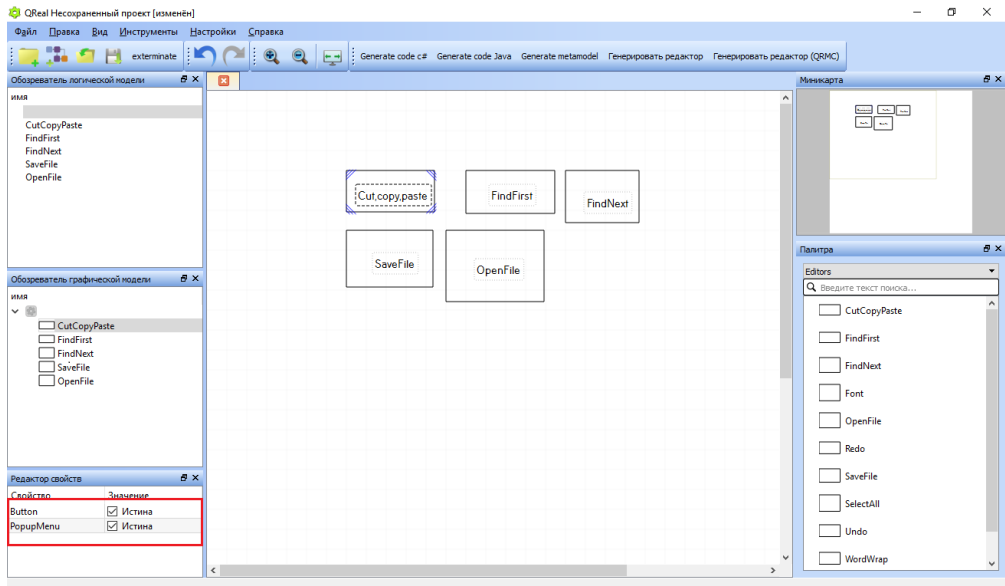 QReal Несохраненный проект [изменён]
Файл Правка Вид Инструменты Настройки Справка
exterminate Generate code c# Generate code Java Generate metamodel Генерировать редактор Генерировать редактор (QRMC)
Обозреватель логической модели
имя
CutCopyPaste
FindFirst
FindNext
SaveFile
OpenFile
Обозреватель графической модели
имя
CutCopyPaste
FindFirst
FindNext
SaveFile
OpenFile
Редактор свойств
Свойство Значение
Button Истина
PopupMenu Истина
Cut,copy,paste
FindFirst
FindNext
SaveFile
OpenFile
Миникарта
Палитра
Editors
Введите текст поиска...
CutCopyPaste
FindFirst
FindNext
Font
OpenFile
Redo
SaveFile
SelectAll
Undo
WordWrap